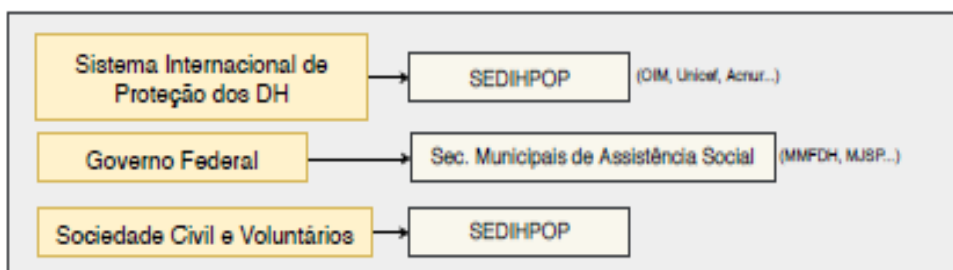 Sistema Internacional de
Proteção dos DH
SEDIHPOP
(OIM, Unicef, Acnur...)
Governo Federal
Sec. Municipais de Assistência Social
(MMFDH, MJSP...)
Sociedade Civil e Voluntários
SEDIHPOP